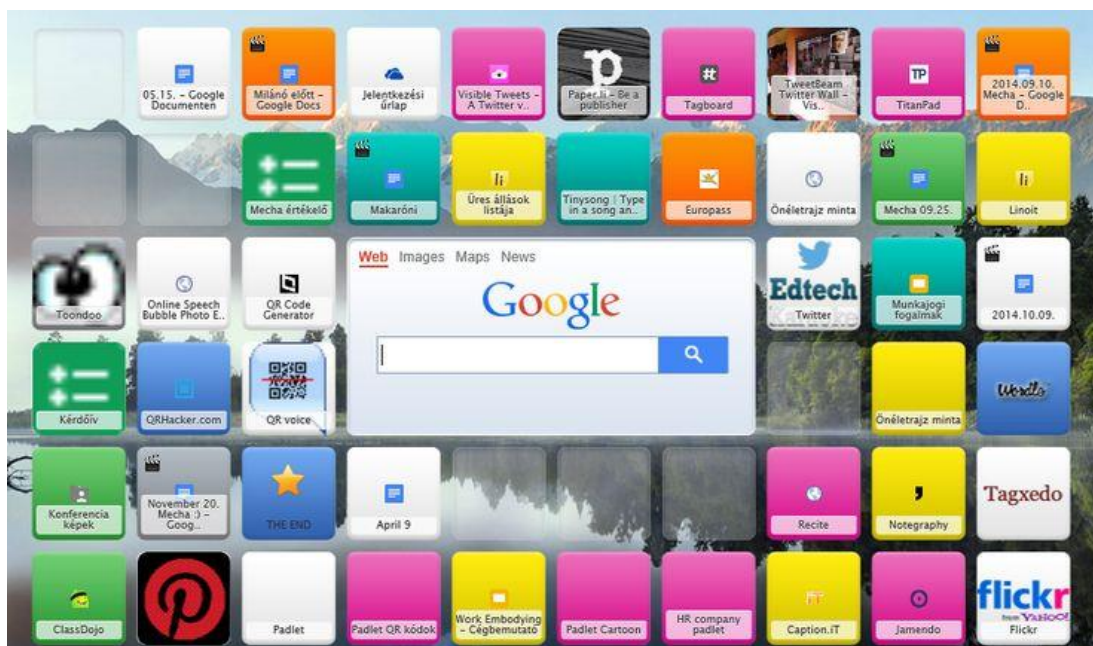 05.15. – Google
Documenten
Milánó előtt –
Google Docs
Jelentkezési
űrlap
Visible Tweets –
A Twitter v..
Paper.li – Be a
publisher
Tagboard
TweetBeam
Twitter Wall –
Vis..
TP
TitanPad
2014.09.10.
Mecha – Google
D..
Mecha értékelő
Makaróni
li
Üres állások
listája
Tinysong | Type
in a song an..
Europass
Önéletrajz minta
Mecha 09.25.
li
Linoit
Toondoo
Online Speech
Bubble Photo E..
QR Code
Generator
Web Images Maps News
Google
Edtech
Twitter
Munkajogi
fogalmak
2014.10.09.
Kérdőív
QRHacker.com
QR voice
Önéletrajz minta
Wordle
Konferencia
képek
November 20.
Mecha :) –
Goog..
THE END
April 9
Recite
Notegraphy
Tagxedo
ClassDojo
Padlet
Padlet QR kódok
Work Embodying
– Cégbemutató
Padlet Cartoon
HR company
padlet
iT
Caption.iT
Jamendo
flickr
from YAHOO!
Flickr